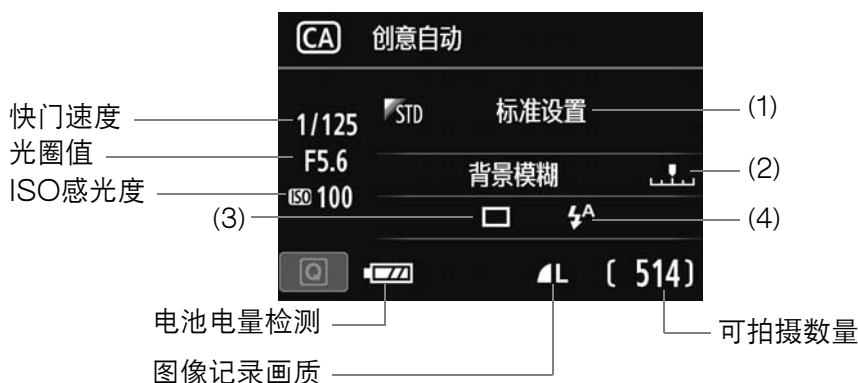 CA 创意自动
快门速度
1/125
STD 标准设置
(1)
光圈值
F5.6
背景模糊
(2)
ISO感光度
ISO 100
(3)
A
(4)
Q
L
[ 514]
电池电量检测
可拍摄数量
图像记录画质